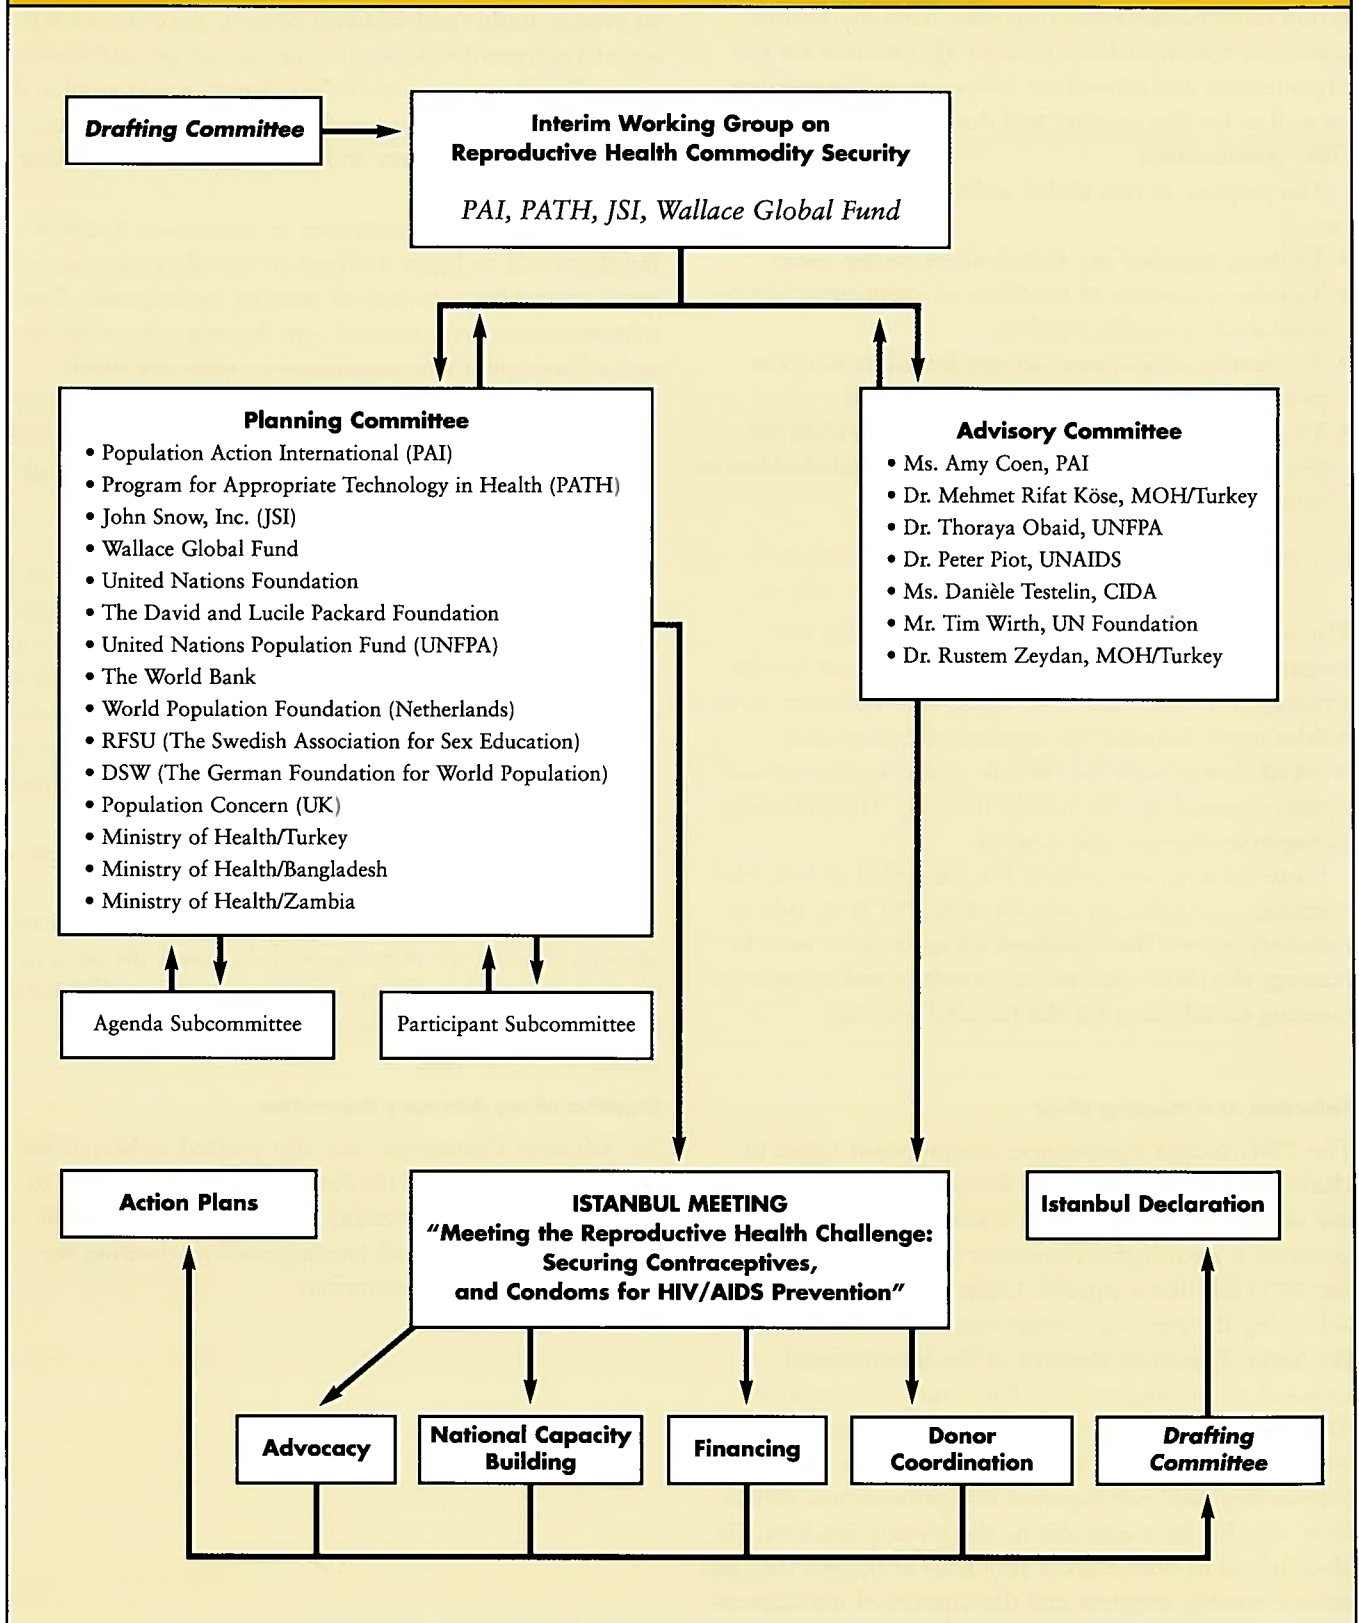 Drafting Committee
Interim Working Group on
Reproductive Health Commodity Security
PAI, PATH, JSI, Wallace Global Fund
Planning Committee
• Population Action International (PAI)
• Program for Appropriate Technology in Health (PATH)
• John Snow, Inc. (JSI)
• Wallace Global Fund
• United Nations Foundation
• The David and Lucile Packard Foundation
• United Nations Population Fund (UNFPA)
• The World Bank
• World Population Foundation (Netherlands)
• RFSU (The Swedish Association for Sex Education)
• DSW (The German Foundation for World Population)
• Population Concern (UK)
• Ministry of Health/Turkey
• Ministry of Health/Bangladesh
• Ministry of Health/Zambia
Advisory Committee
• Ms. Amy Coen, PAI
• Dr. Mehmet Rifat Köse, MOH/Turkey
• Dr. Thoraya Obaid, UNFPA
• Dr. Peter Piot, UNAIDS
• Ms. Danièle Testelin, CIDA
• Mr. Tim Wirth, UN Foundation
• Dr. Rustem Zeydan, MOH/Turkey
Agenda Subcommittee
Participant Subcommittee
Action Plans
ISTANBUL MEETING
“Meeting the Reproductive Health Challenge:
Securing Contraceptives,
and Condoms for HIV/AIDS Prevention”
Istanbul Declaration
Advocacy
National Capacity
Building
Financing
Donor
Coordination
Drafting
Committee